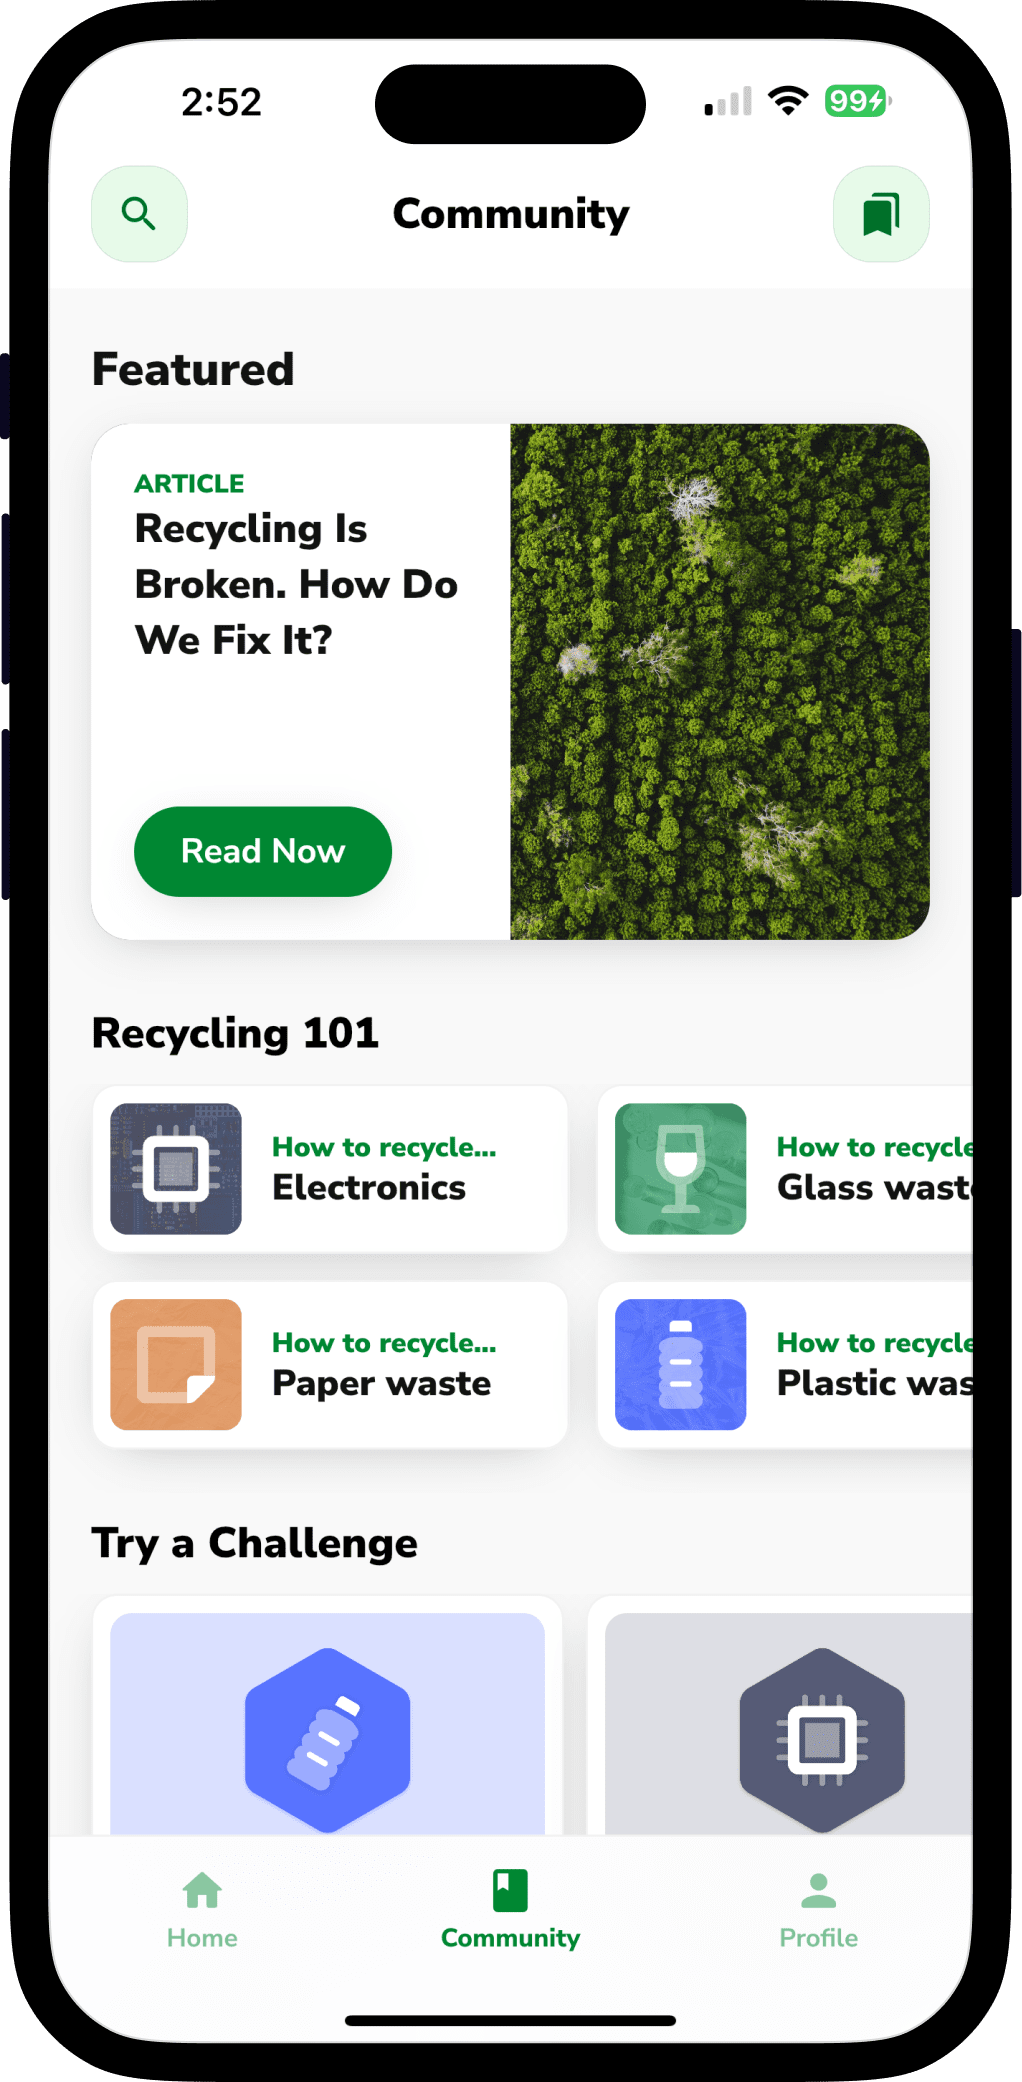 2:52
99
Community
Featured
ARTICLE
Recycling Is
Broken. How Do
We Fix It?
Read Now
Recycling 101
How to recycle...
Electronics
How to recycle
Glass waste
How to recycle...
Paper waste
How to recycle
Plastic was
Try a Challenge
Home
Community
Profile